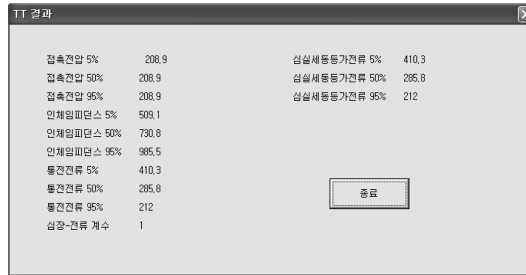 TT 결과
접촉전압 5% 208,9
접촉전압 50% 208,9
접촉전압 95% 208,9
인체임피던스 5% 509,1
인체임피던스 50% 730,8
인체임피던스 95% 985,5
통전전류 5% 410,3
통전전류 50% 285,8
통전전류 95% 212
심장-전류 계수 1
심실세동등가전류 5% 410,3
심실세동등가전류 50% 285,8
심실세동등가전류 95% 212
종료